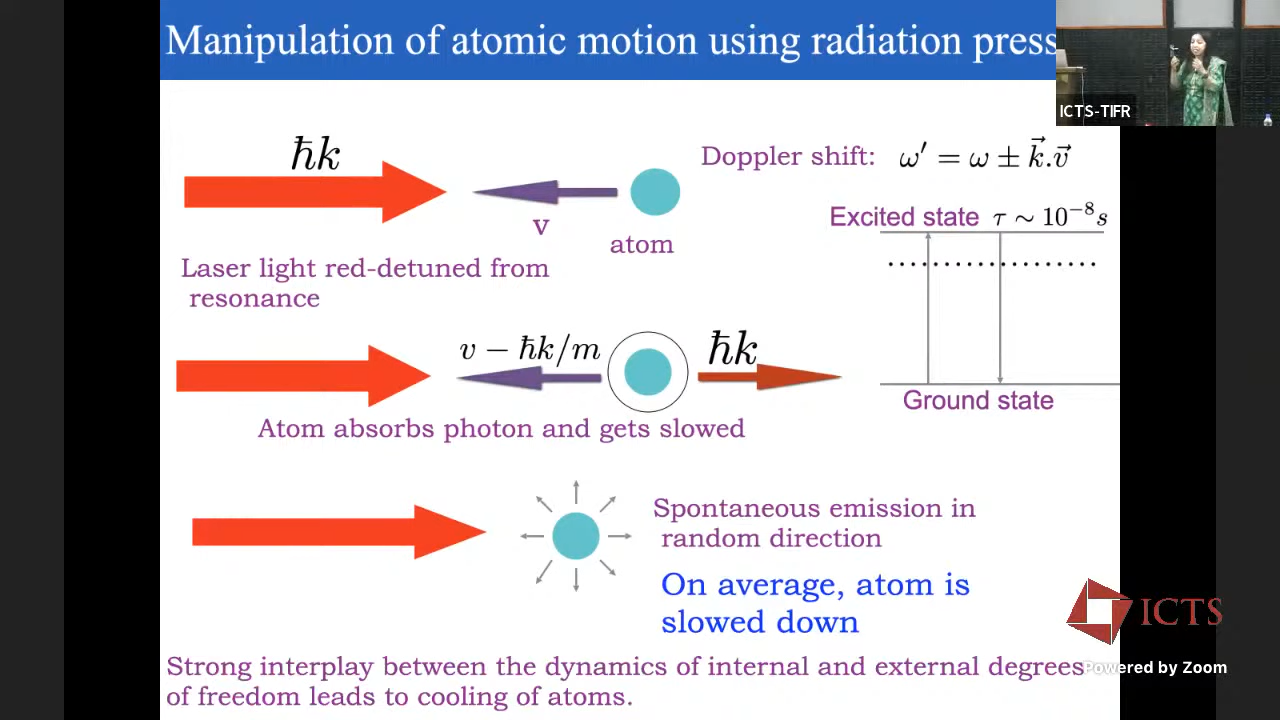 Manipulation of atomic motion using radiation press
ICTS-TIFR
ħk
Doppler shift: ω′ = ω ± k⃗.v⃗
v
atom
Excited state τ ∼ 10⁻⁸s
Laser light red-detuned from
resonance
v − ħk/m
ħk
Ground state
Atom absorbs photon and gets slowed
Spontaneous emission in
random direction
On average, atom is
slowed down
ICTS
Strong interplay between the dynamics of internal and external degrees
of freedom leads to cooling of atoms.
Powered by Zoom